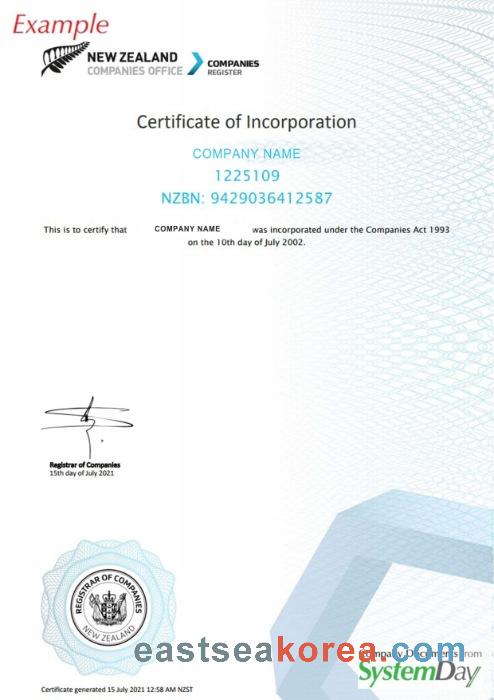 Example
NEW ZEALAND
COMPANIES OFFICE
COMPANIES
REGISTER
Certificate of Incorporation
COMPANY NAME
1225109
NZBN: 9429036412587
This is to certify that COMPANY NAME was incorporated under the Companies Act 1993
on the 10th day of July 2002.
Registrar of Companies
15th day of July 2021
REGISTRAR OF COMPANIES
NEW ZEALAND
eastseakorea.com
Company Documents from
SystemDay
Certificate generated 15 July 2021 12:58 AM NZST